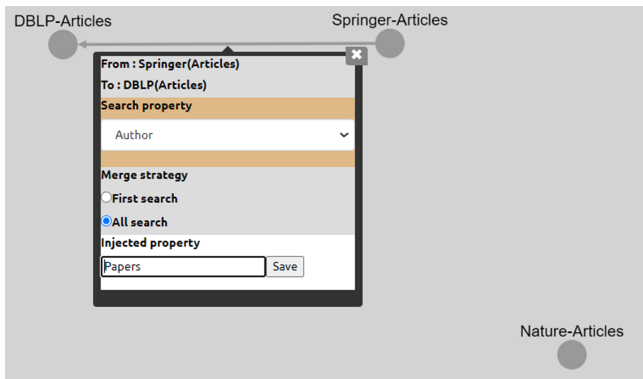 DBLP-Articles
Springer-Articles
From : Springer(Articles)
To : DBLP(Articles)
Search property
Author
Merge strategy
First search
All search
Injected property
Papers
Save
Nature-Articles